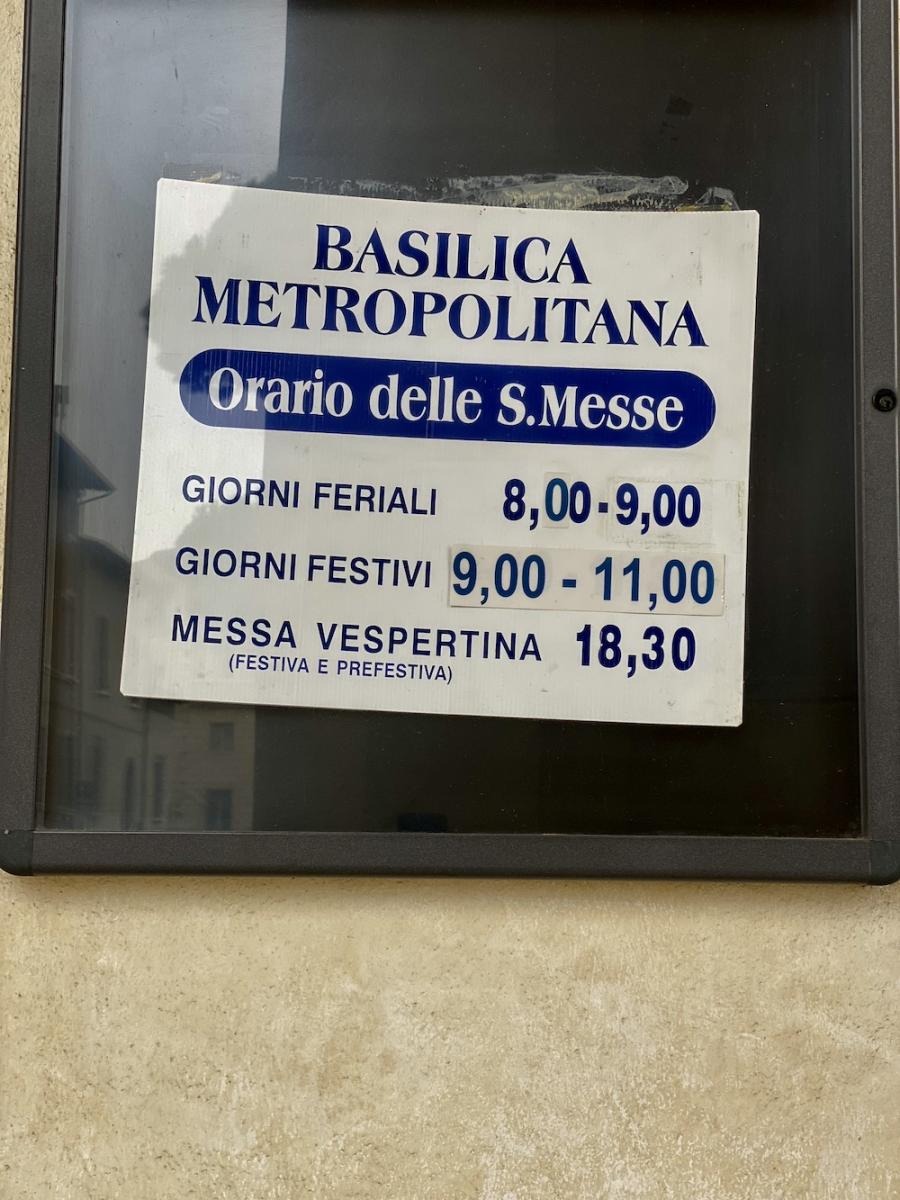 BASILICA
METROPOLITANA
Orario delle S.Messe
GIORNI FERIALI 8,00-9,00
GIORNI FESTIVI 9,00 - 11,00
MESSA VESPERTINA 18,30
(FESTIVA E PREFESTIVA)